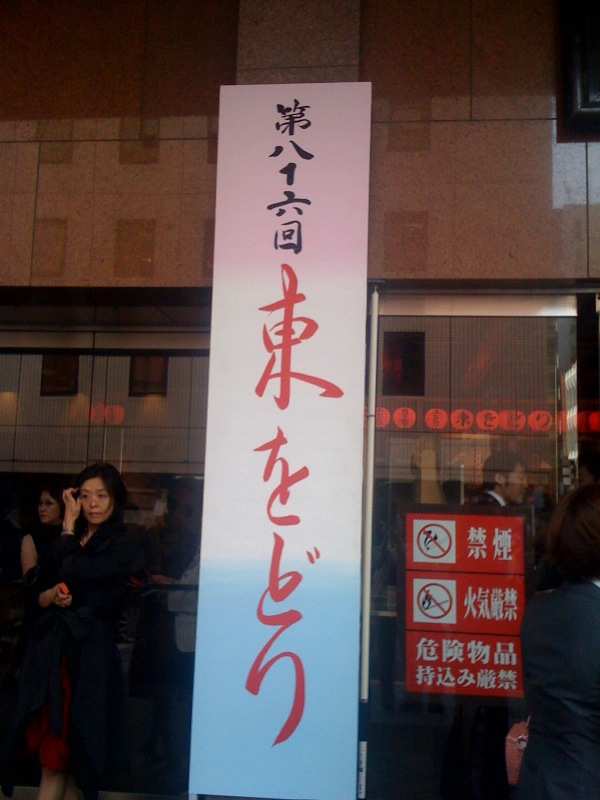 第八十六回
東をどり
禁煙
火気厳禁
危険物品
持込み厳禁